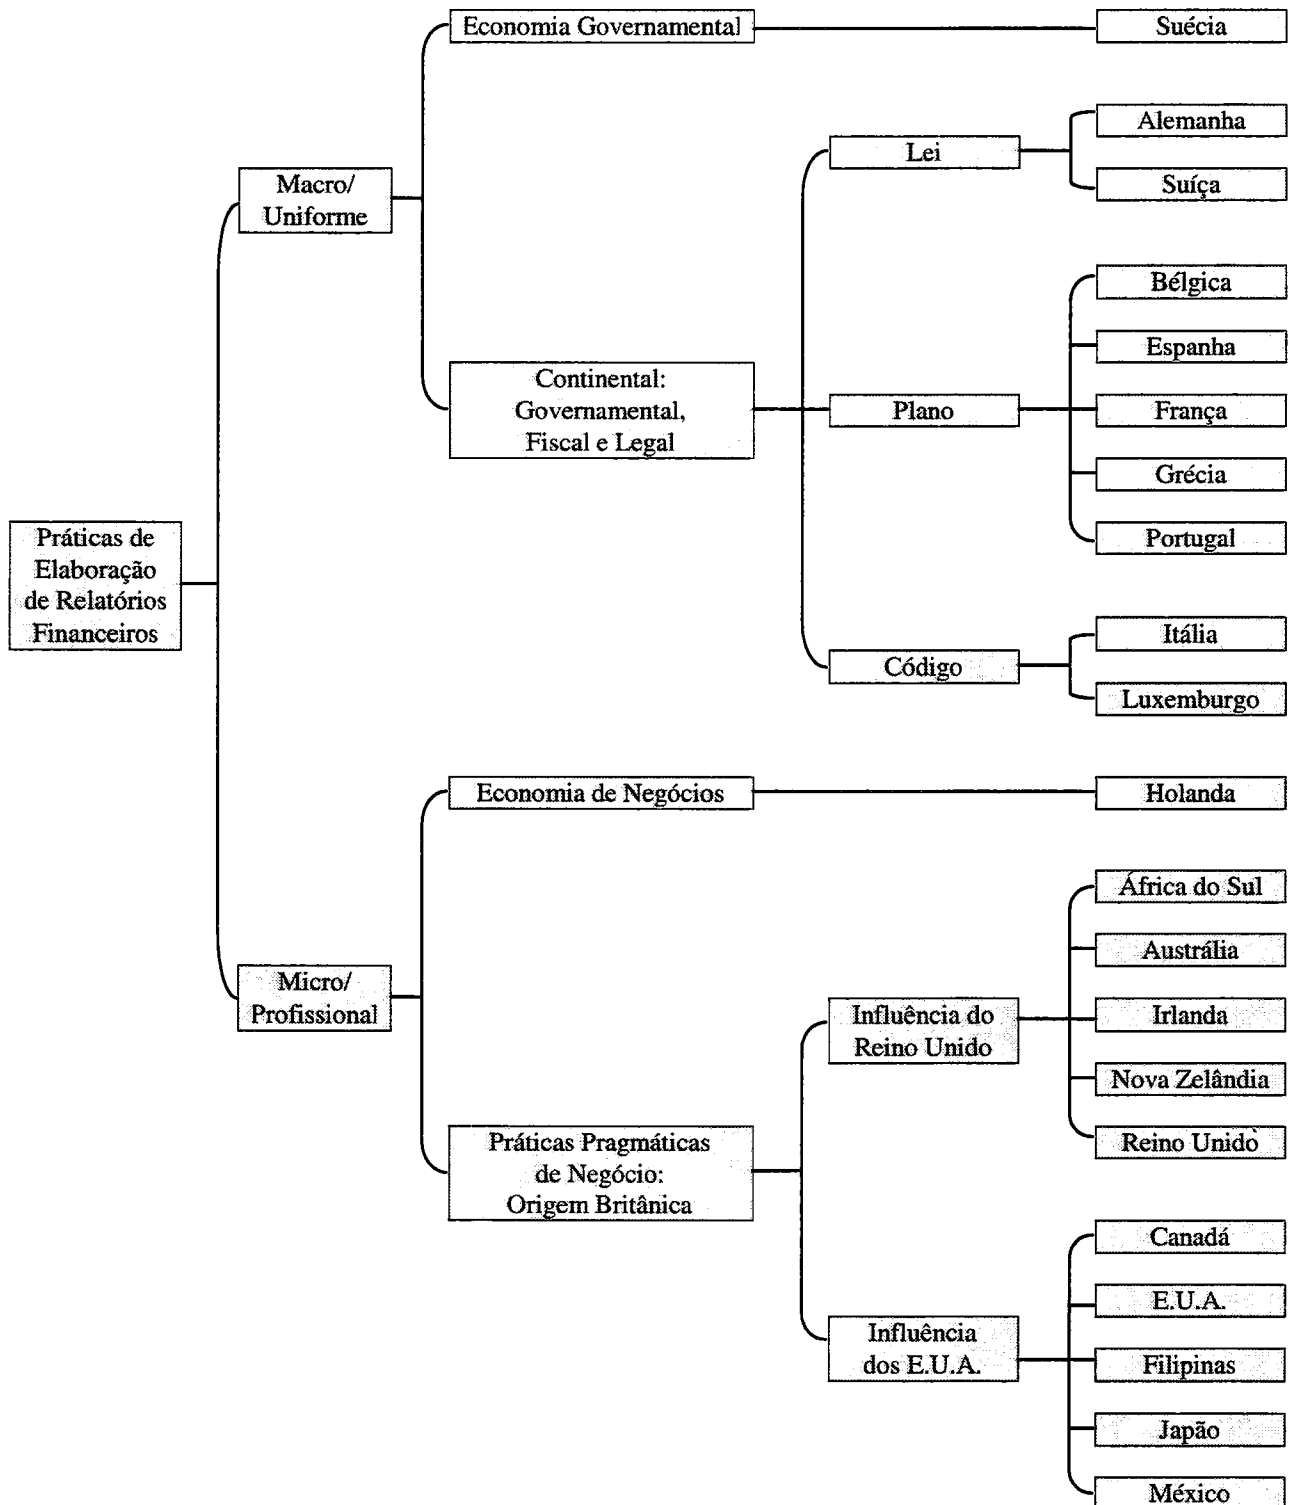 Economia Governamental
Suécia
Alemanha
Lei
Suíça
Macro/
Uniforme
Bélgica
Espanha
Continental:
Governamental,
Fiscal e Legal
Plano
França
Grécia
Portugal
Práticas de
Elaboração
de Relatórios
Financeiros
Itália
Código
Luxemburgo
Economia de Negócios
Holanda
África do Sul
Austrália
Micro/
Profissional
Influência do
Reino Unido
Irlanda
Nova Zelândia
Reino Unido
Práticas Pragmáticas
de Negócio:
Origem Britânica
Canadá
E.U.A.
Influência
dos E.U.A.
Filipinas
Japão
México